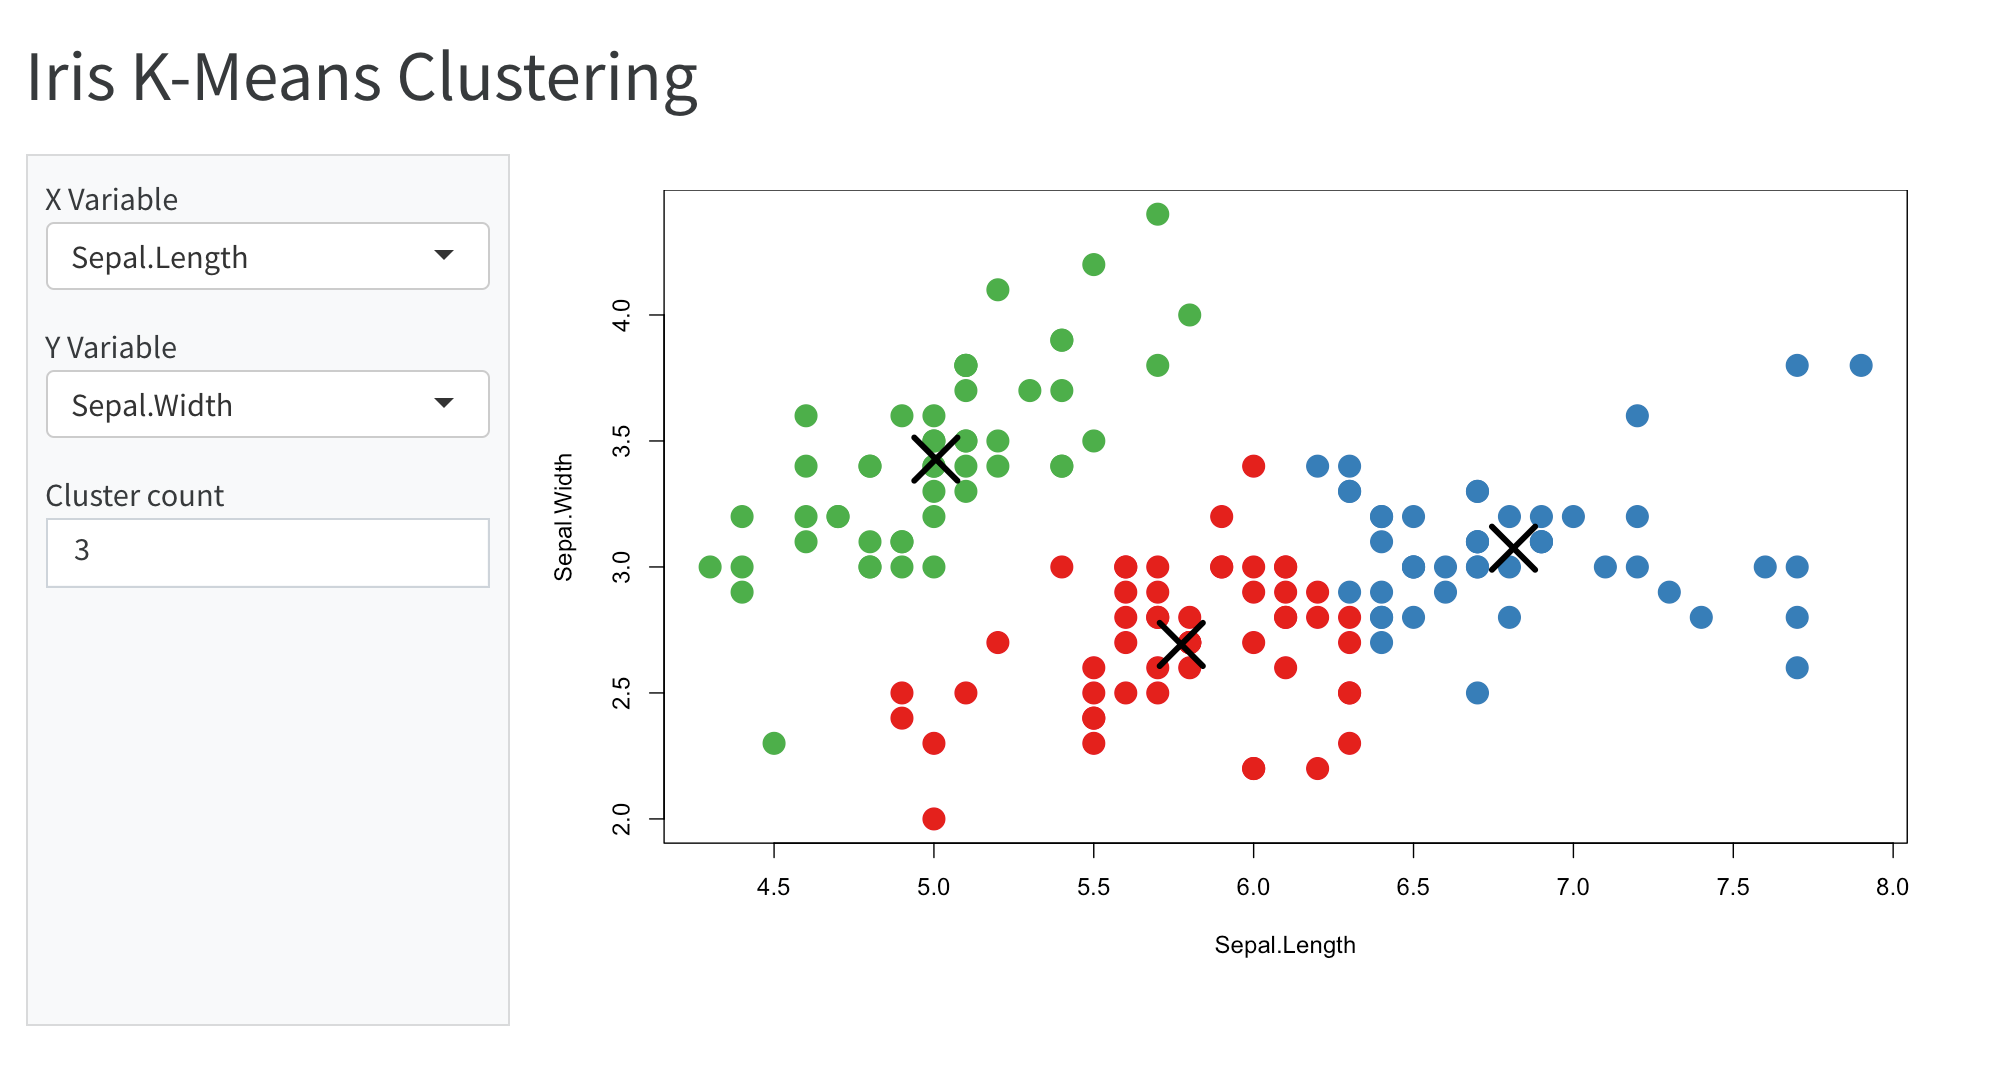 Iris K-Means Clustering
X Variable
Sepal.Length
Y Variable
Sepal.Width
Cluster count
3
Sepal.Width
4.0
3.5
3.0
2.5
2.0
4.5 5.0 5.5 6.0 6.5 7.0 7.5 8.0
Sepal.Length